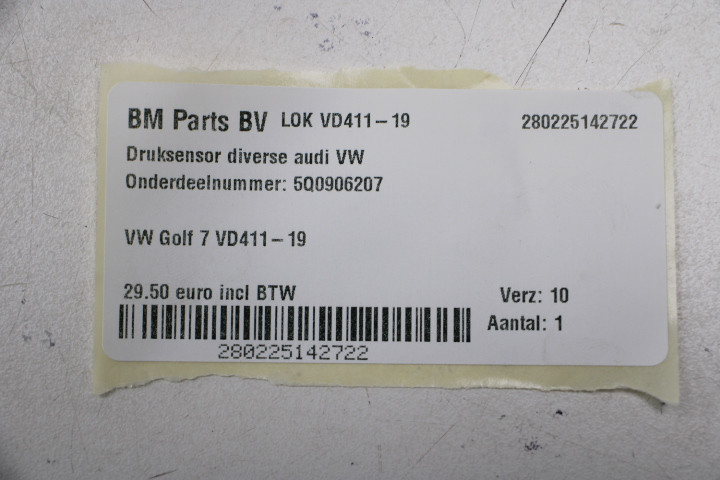 BM Parts BV LOK VD411-19 280225142722
Druksensor diverse audi VW
Onderdeelnummer: 5Q0906207
VW Golf 7 VD411-19
29.50 euro incl BTW Verz: 10
Aantal: 1
280225142722